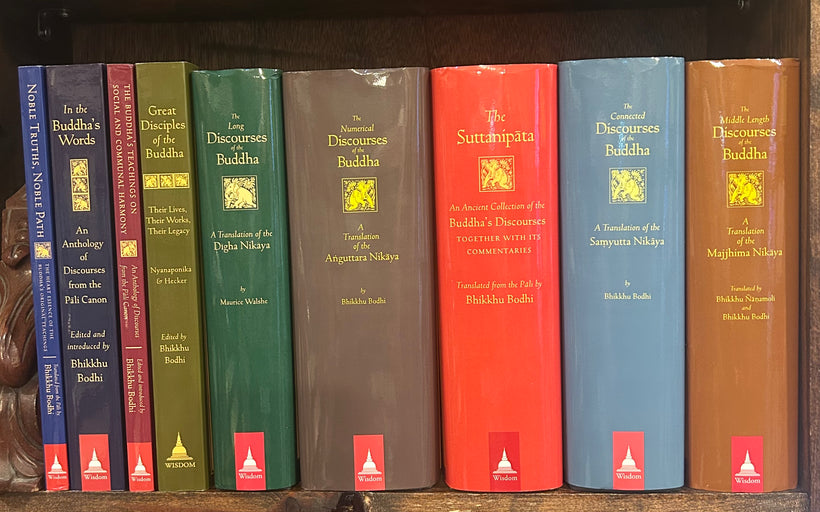 NOBLE TRUTHS, NOBLE PATH
THE HEART ESSENCE OF THE
BUDDHA'S ORIGINAL TEACHINGS
Translated from the Pali by
Bhikkhu Bodhi
Wisdom
In the
Buddha's
Words
An
Anthology
of
Discourses
from the
Pāli Canon
Edited and
introduced by
Bhikkhu
Bodhi
Wisdom
THE BUDDHA'S TEACHINGS ON
SOCIAL AND COMMUNAL HARMONY
An Anthology of Discourses
from the Pāli Canon
Edited and
introduced by
Bhikkhu Bodhi
Wisdom
Great
Disciples
of the
Buddha
Their Lives,
Their Works,
Their Legacy
Nyanaponika
& Hecker
Edited by
Bhikkhu
Bodhi
WISDOM
The
Long
Discourses
of the
Buddha
A Translation of the
Dīgha Nikāya
by
Maurice Walshe
Wisdom
The
Numerical
Discourses
of the
Buddha
A
Translation
of the
Aṅguttara Nikāya
by
Bhikkhu Bodhi
Wisdom
The
Suttanipāta
An Ancient Collection of the
Buddha's Discourses
TOGETHER WITH ITS
COMMENTARIES
Translated from the Pāli by
Bhikkhu Bodhi
Wisdom
The
Connected
Discourses
of the
Buddha
A Translation of the
Saṃyutta Nikāya
by
Bhikkhu Bodhi
Wisdom
The
Middle Length
Discourses
of the
Buddha
A
Translation
of the
Majjhima Nikāya
Translated by
Bhikkhu Ñāṇamoli
and
Bhikkhu Bodhi
Wisdom